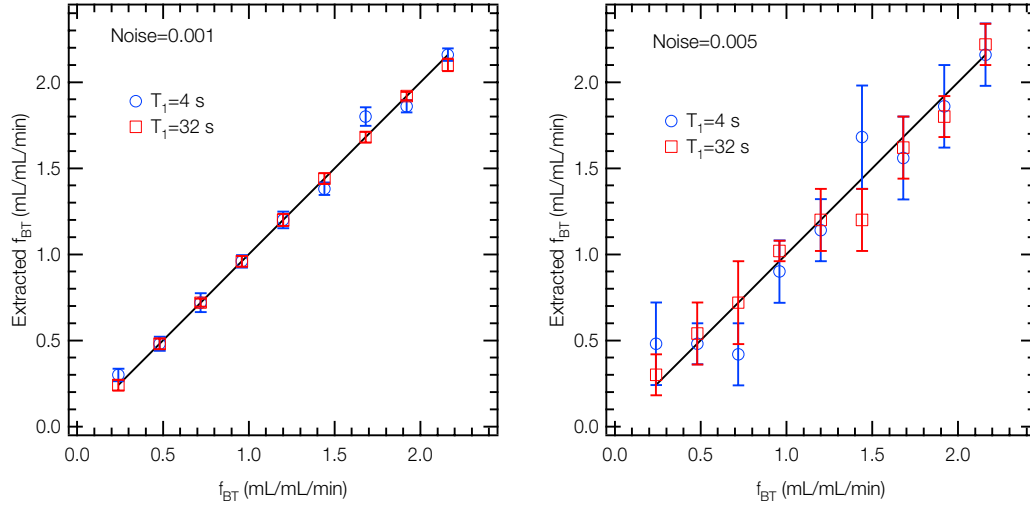 Noise=0.001
T1=4 s
T1=32 s
2.0
1.5
1.0
0.5
0.0
Extracted fBT (mL/mL/min)
0.0 0.5 1.0 1.5 2.0
fBT (mL/mL/min)
Noise=0.005
T1=4 s
T1=32 s
2.0
1.5
1.0
0.5
0.0
Extracted fBT (mL/mL/min)
0.0 0.5 1.0 1.5 2.0
fBT (mL/mL/min)